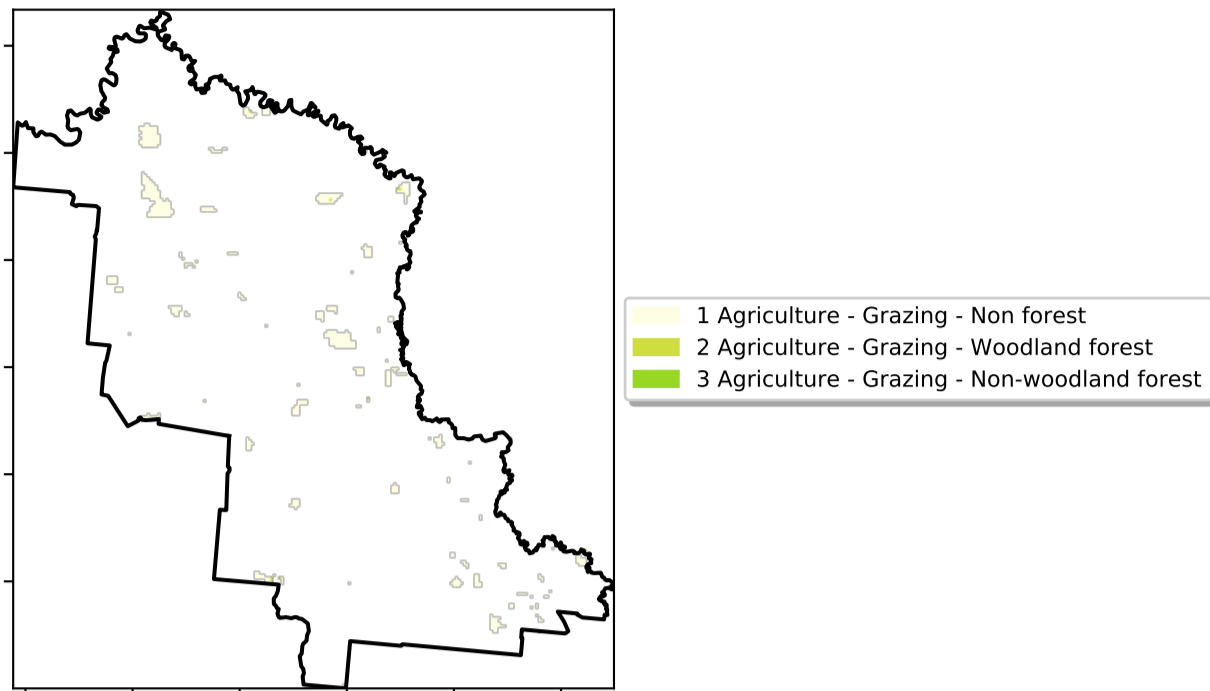 1 Agriculture - Grazing - Non forest
2 Agriculture - Grazing - Woodland forest
3 Agriculture - Grazing - Non-woodland forest